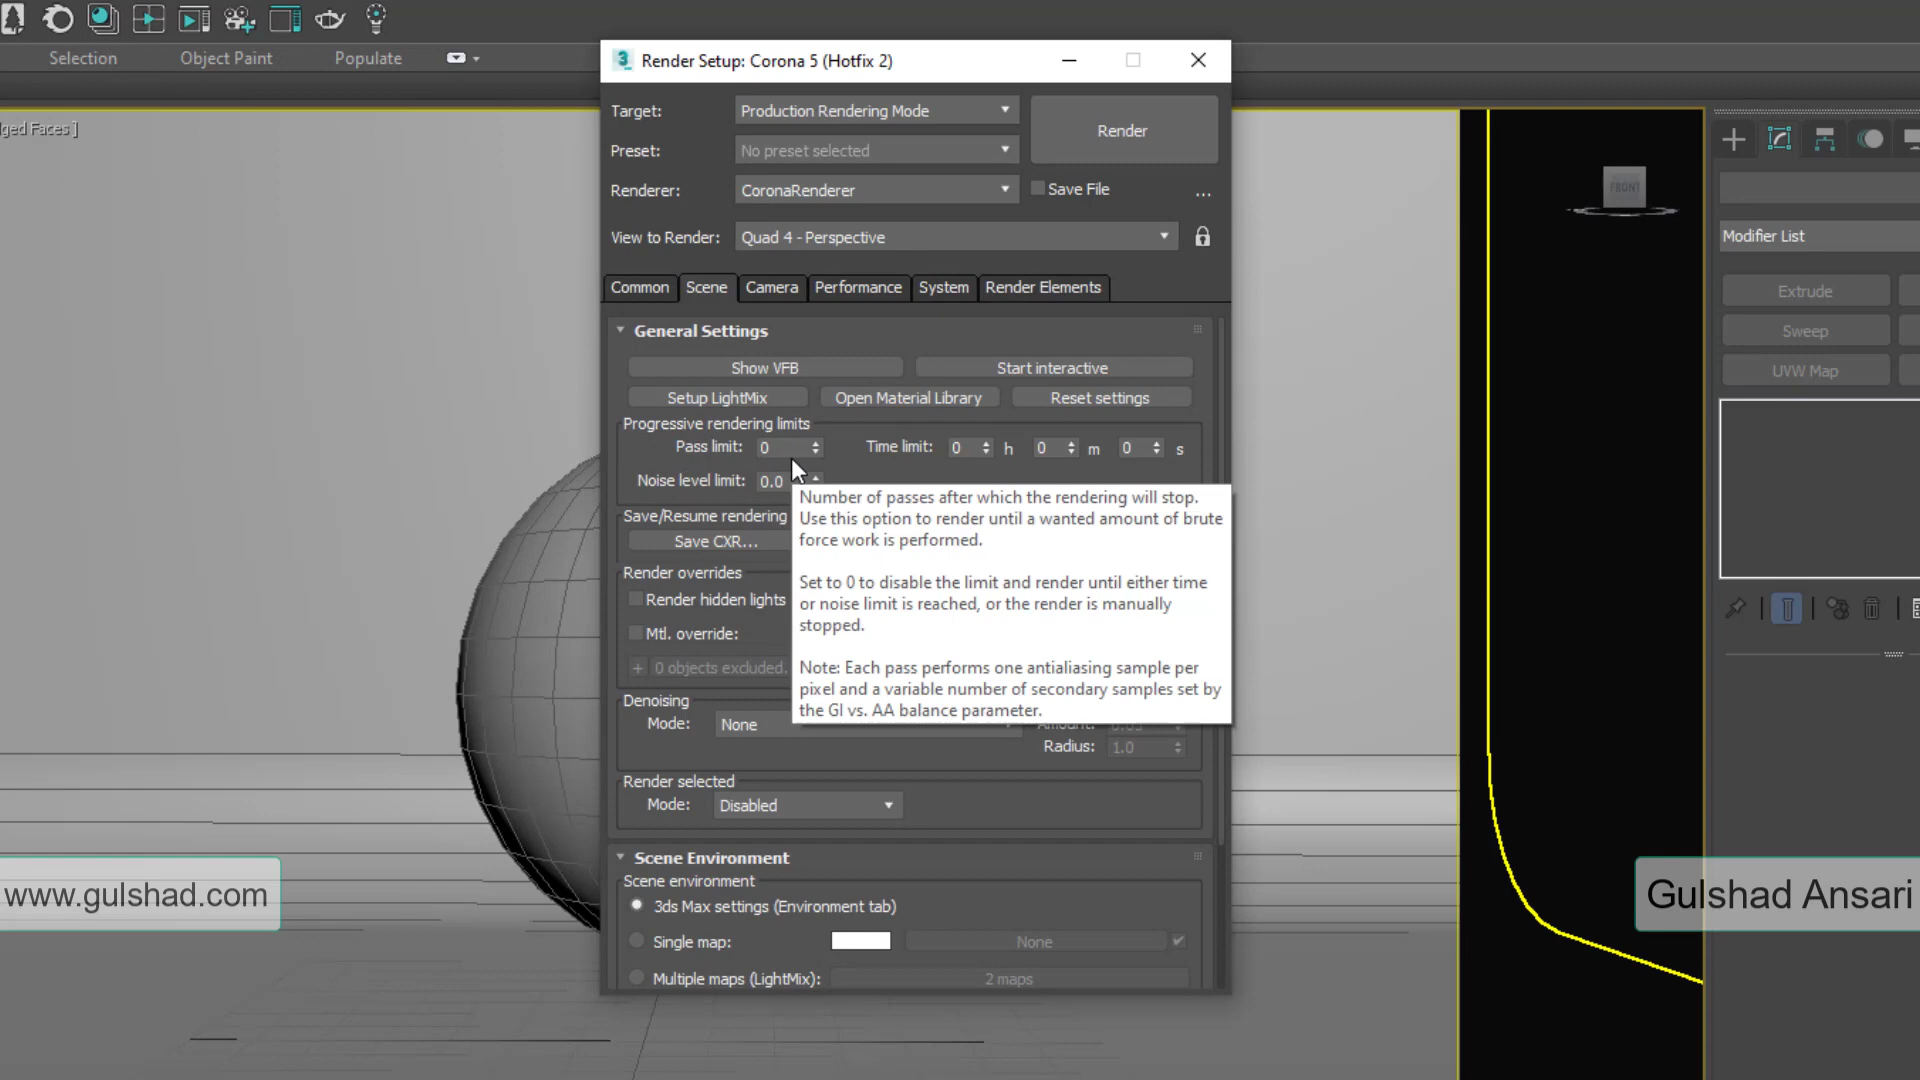 Selection Object Paint Populate
3 Render Setup: Corona 5 (Hotfix 2)
ged Faces ]
Target: Production Rendering Mode Render
Preset: No preset selected
Renderer: CoronaRenderer Save File ...
View to Render: Quad 4 - Perspective
FRONT
Modifier List
Common Scene Camera Performance System Render Elements
Extrude
Sweep
UVW Map
General Settings
Show VFB Start interactive
Setup LightMix Open Material Library Reset settings
Progressive rendering limits
Pass limit: 0 Time limit: 0 h 0 m 0 s
Noise level limit: 0.0
Number of passes after which the rendering will stop.
Use this option to render until a wanted amount of brute
force work is performed.
Set to 0 to disable the limit and render until either time
or noise limit is reached, or the render is manually
stopped.
Note: Each pass performs one antialiasing sample per
pixel and a variable number of secondary samples set by
the GI vs. AA balance parameter.
Save/Resume rendering
Save CXR...
Render overrides
Render hidden lights
Mtl. override:
+ 0 objects excluded.
Denoising
Mode: None Amount:
Radius: 1.0
Render selected
Mode: Disabled
Scene Environment
Scene environment
3ds Max settings (Environment tab)
Single map: None
Multiple maps (LightMix): 2 maps
www.gulshad.com
Gulshad Ansari